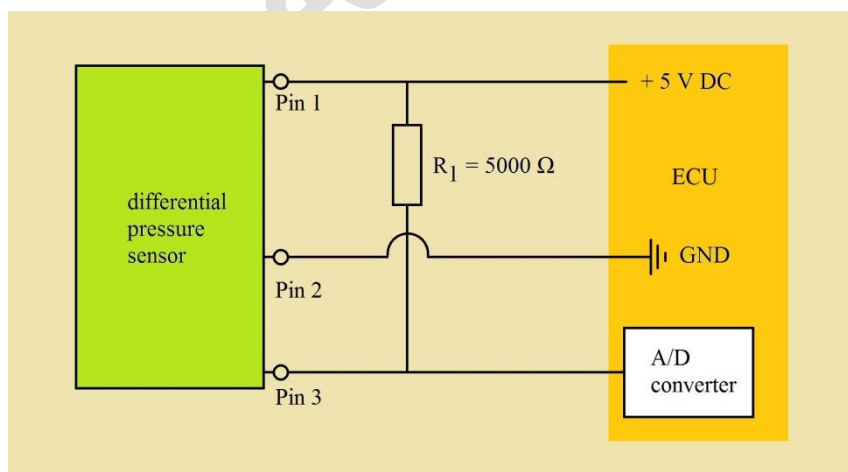 Pin 1
+ 5 V DC
R1 = 5000 Ω
ECU
differential
pressure
sensor
Pin 2
GND
A/D
converter
Pin 3